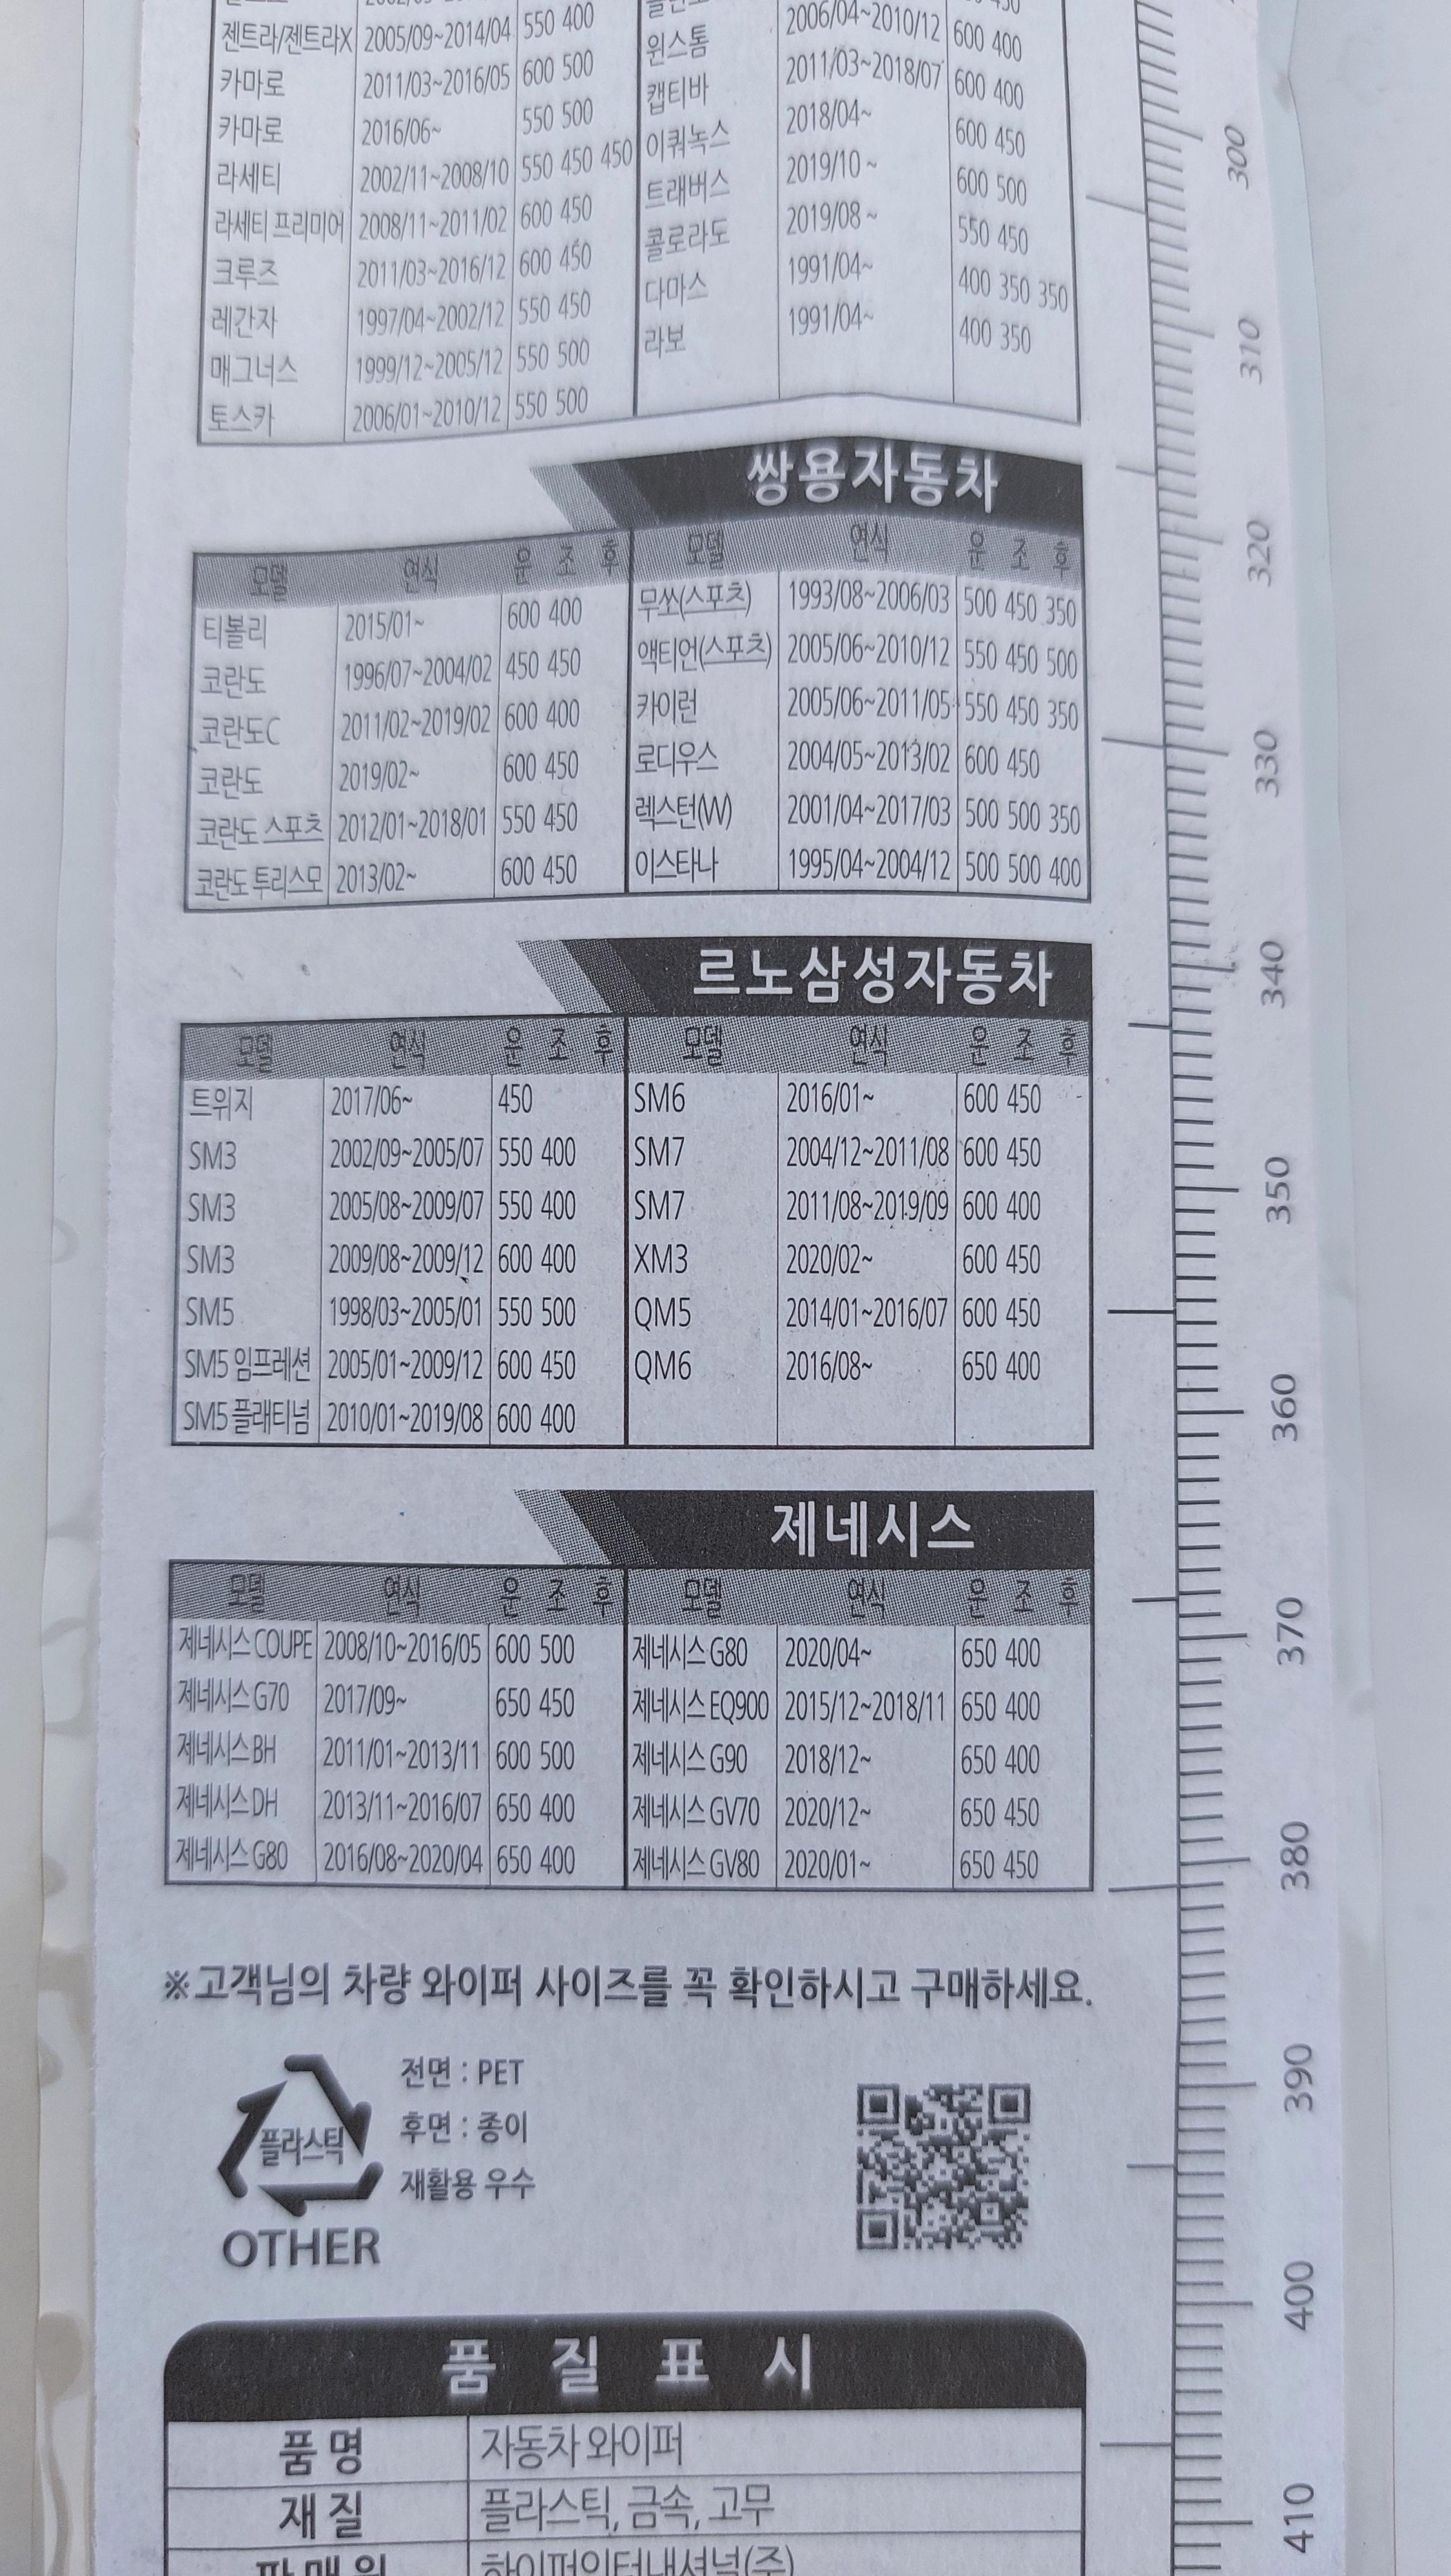 젠트라/젠트라X 2005/09~2014/04 550 400
카마로 2011/03~2016/05 600 500
카마로 2016/06~ 550 500
라세티 2002/11~2008/10 550 450 450
라세티 프리미어 2008/11~2011/02 600 450
크루즈 2011/03~2016/12 600 450
레간자 1997/04~2002/12 550 450
매그너스 1999/12~2005/12 550 500
토스카 2006/01~2010/12 550 500
윈스톰 2006/04~2010/12 600 400
캡티바 2011/03~2018/07 600 400
이쿼녹스 2018/04~ 600 450
트래버스 2019/10 ~ 600 500
콜로라도 2019/08 ~ 550 450
다마스 1991/04~ 400 350 350
라보 1991/04~ 400 350
쌍용자동차
모델 연식 운 조 후
티볼리 2015/01~ 600 400
코란도 1996/07~2004/02 450 450
코란도C 2011/02~2019/02 600 400
코란도 2019/02~ 600 450
코란도 스포츠 2012/01~2018/01 550 450
코란도 투리스모 2013/02~ 600 450
모델 연식 운 조 후
무쏘(스포츠) 1993/08~2006/03 500 450 350
액티언(스포츠) 2005/06~2010/12 550 450 500
카이런 2005/06~2011/05 550 450 350
로디우스 2004/05~2013/02 600 450
렉스턴(W) 2001/04~2017/03 500 500 350
이스타나 1995/04~2004/12 500 500 400
르노삼성자동차
모델 연식 운 조 후
트위지 2017/06~ 450
SM3 2002/09~2005/07 550 400
SM3 2005/08~2009/07 550 400
SM3 2009/08~2009/12 600 400
SM5 1998/03~2005/01 550 500
SM5 임프레션 2005/01~2009/12 600 450
SM5 플래티넘 2010/01~2019/08 600 400
모델 연식 운 조 후
SM6 2016/01~ 600 450
SM7 2004/12~2011/08 600 450
SM7 2011/08~2019/09 600 400
XM3 2020/02~ 600 450
QM5 2014/01~2016/07 600 450
QM6 2016/08~ 650 400
제네시스
모델 연식 운 조 후
제네시스 COUPE 2008/10~2016/05 600 500
제네시스 G70 2017/09~ 650 450
제네시스 BH 2011/01~2013/11 600 500
제네시스 DH 2013/11~2016/07 650 400
제네시스 G80 2016/08~2020/04 650 400
모델 연식 운 조 후
제네시스 G80 2020/04~ 650 400
제네시스 EQ900 2015/12~2018/11 650 400
제네시스 G90 2018/12~ 650 400
제네시스 GV70 2020/12~ 650 450
제네시스 GV80 2020/01~ 650 450
※고객님의 차량 와이퍼 사이즈를 꼭 확인하시고 구매하세요.
플라스틱
OTHER
전면 : PET
후면 : 종이
재활용 우수
품 질 표 시
품 명 자동차 와이퍼
재 질 플라스틱, 금속, 고무
판 매 원 하이퍼인터내셔널(주)
300
310
320
330
340
350
360
370
380
390
400
410